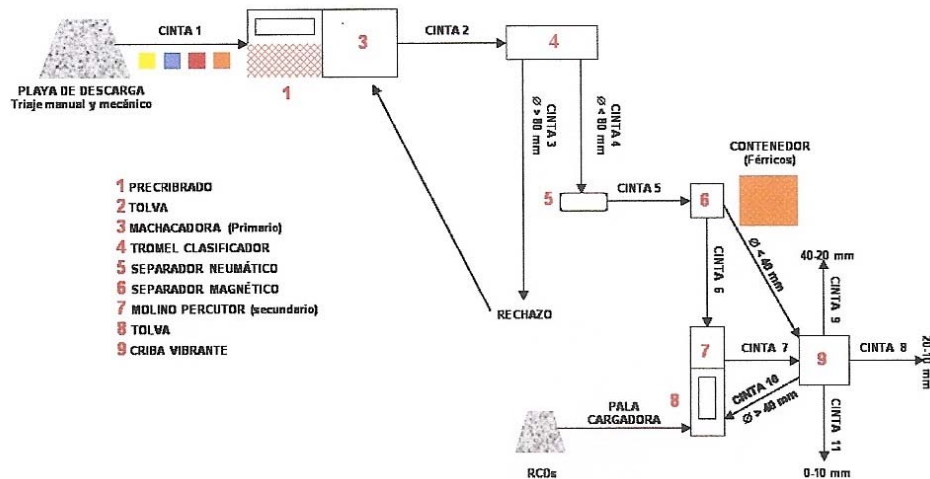 CINTA 1
CINTA 2
3
4
PLAYA DE DESCARGA
Triaje manual y mecánico
1
CINTA 3
Ø > 80 mm
CINTA 4
Ø < 80 mm
CONTENEDOR
(Férricos)
5
CINTA 5
6
1 PRECRIBRADO
2 TOLVA
3 MACHACADORA (Primario)
4 TROMEL CLASIFICADOR
5 SEPARADOR NEUMÁTICO
6 SEPARADOR MAGNÉTICO
7 MOLINO PERCUTOR (secundario)
8 TOLVA
9 CRIBA VIBRANTE
RECHAZO
CINTA 6
Ø < 40 mm
40-20 mm
CINTA 9
7
CINTA 7
9
CINTA 8
20-10 mm
8
CINTA 10
Ø > 40 mm
PALA
CARGADORA
CINTA 11
RCDs
0-10 mm